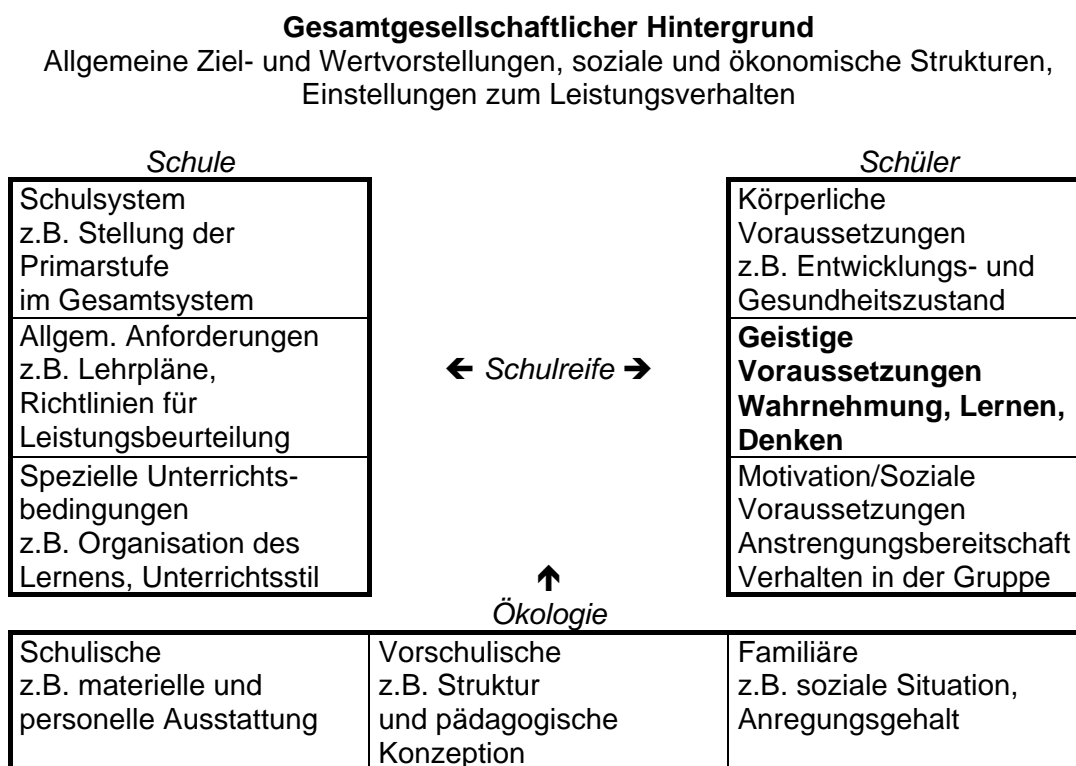 Gesamtgesellschaftlicher Hintergrund
Allgemeine Ziel- und Wertvorstellungen, soziale und ökonomische Strukturen,
Einstellungen zum Leistungsverhalten
Schule
Schulsystem
z.B. Stellung der
Primarstufe
im Gesamtsystem
Allgem. Anforderungen
z.B. Lehrpläne,
Richtlinien für
Leistungsbeurteilung
Spezielle Unterrichts-
bedingungen
z.B. Organisation des
Lernens, Unterrichtsstil
🡸 Schulreife 🡺
Schüler
Körperliche
Voraussetzungen
z.B. Entwicklungs- und
Gesundheitszustand
Geistige
Voraussetzungen
Wahrnehmung, Lernen,
Denken
Motivation/Soziale
Voraussetzungen
Anstrengungsbereitschaft
Verhalten in der Gruppe
🡹
Ökologie
Schulische
z.B. materielle und
personelle Ausstattung
Vorschulische
z.B. Struktur
und pädagogische
Konzeption
Familiäre
z.B. soziale Situation,
Anregungsgehalt